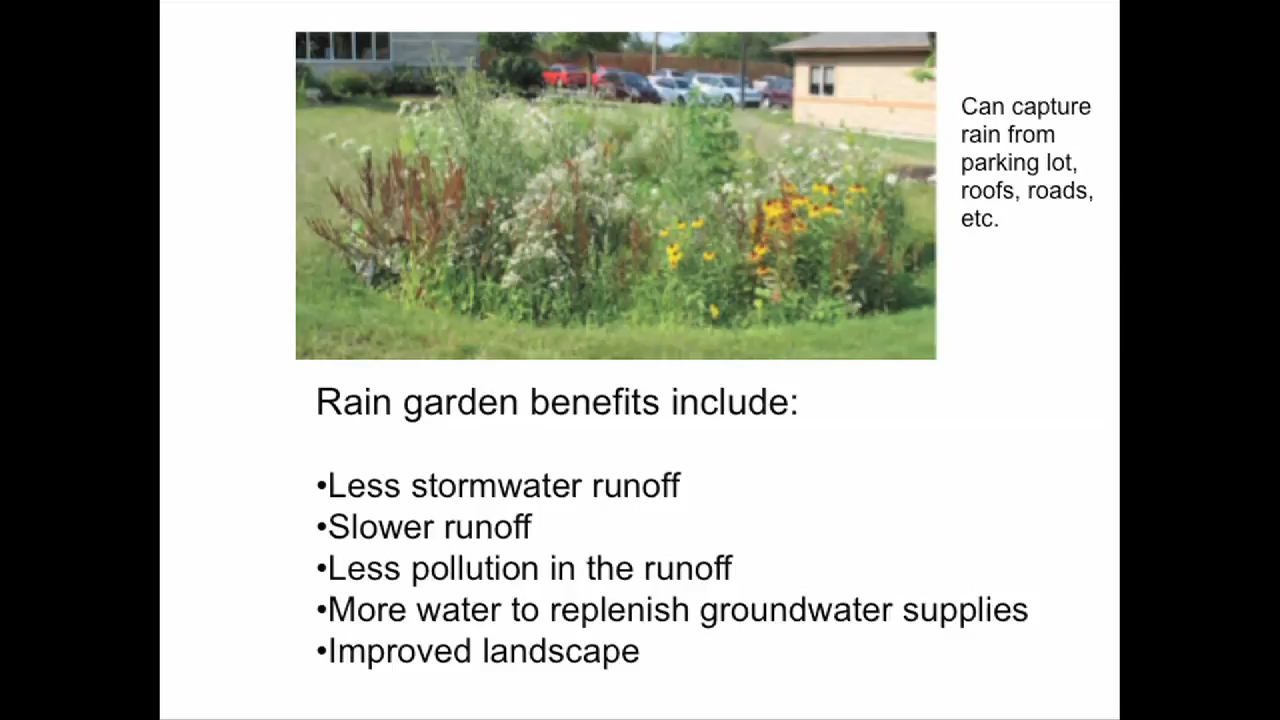 Can capture
rain from
parking lot,
roofs, roads,
etc.
Rain garden benefits include:
•Less stormwater runoff
•Slower runoff
•Less pollution in the runoff
•More water to replenish groundwater supplies
•Improved landscape